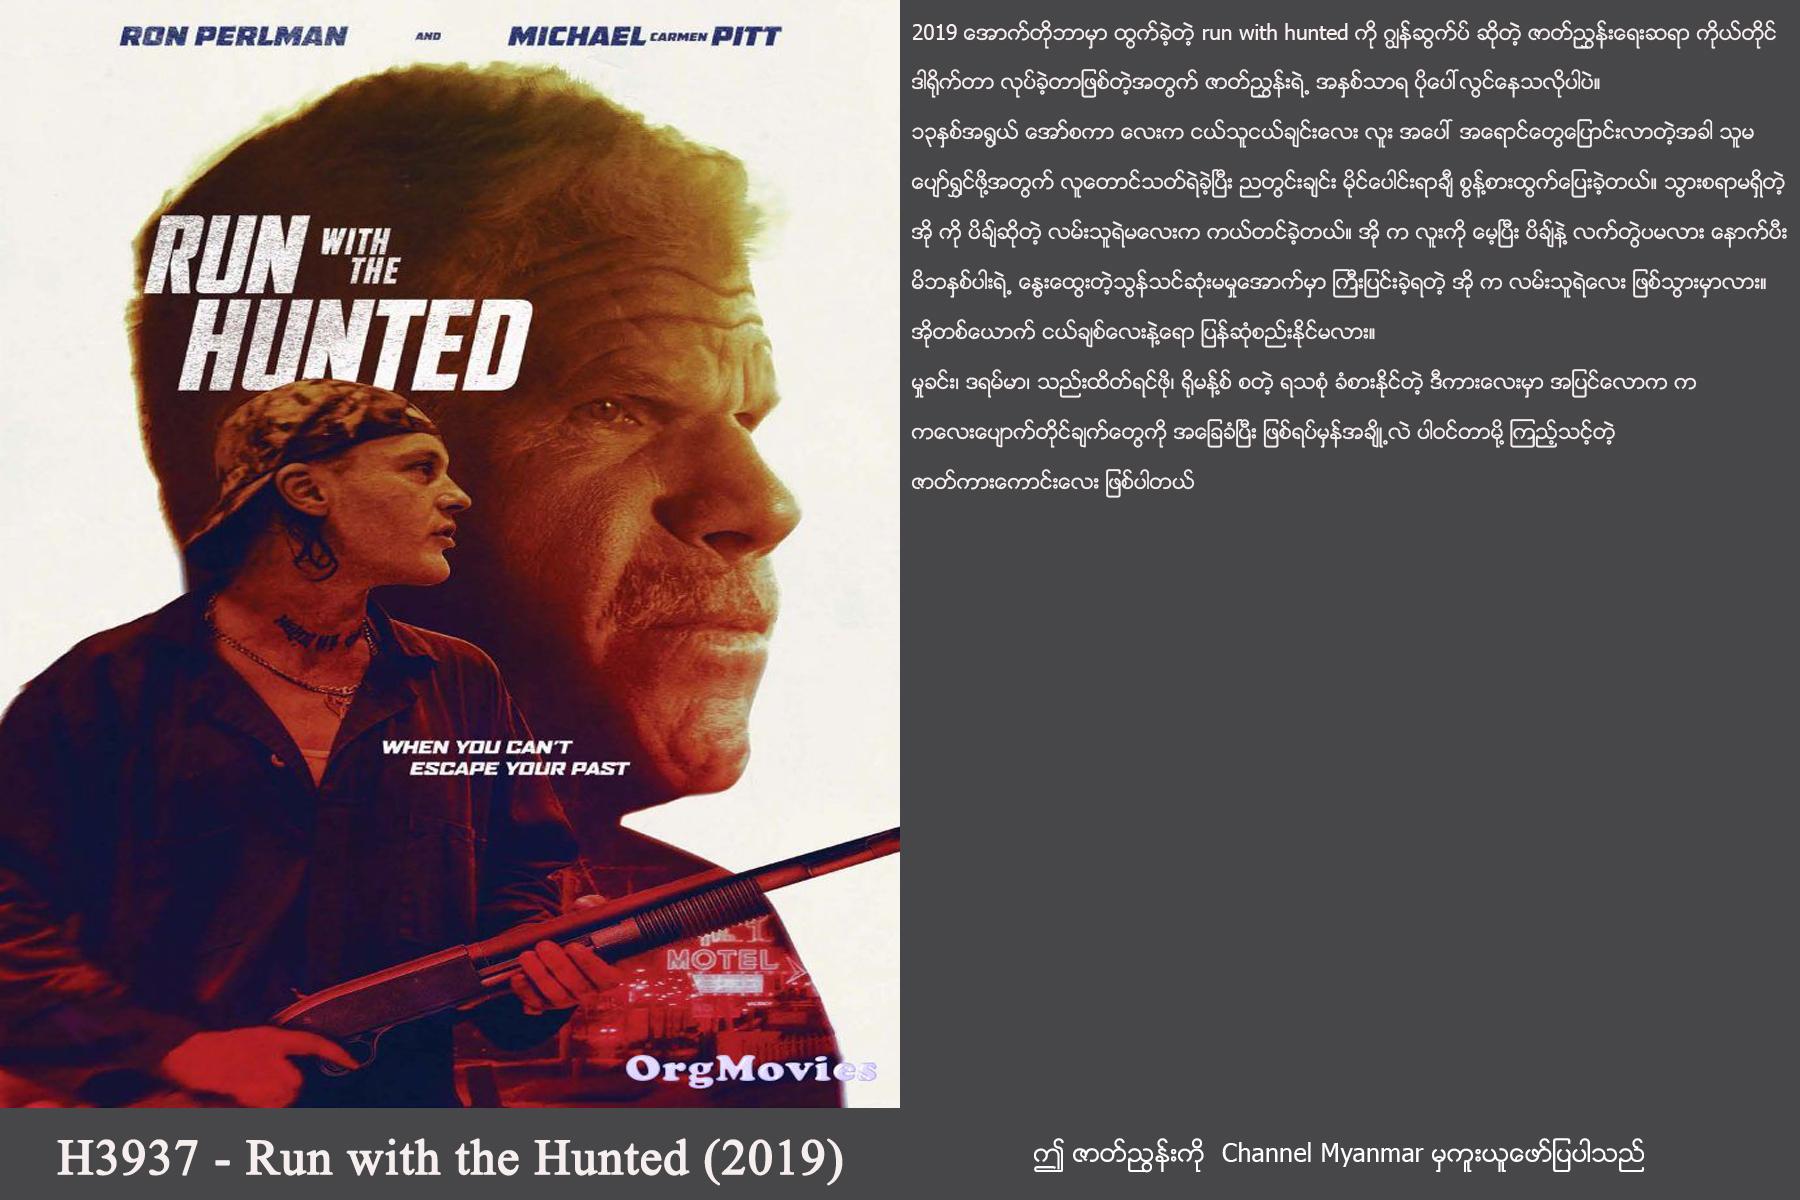 RON PERLMAN AND MICHAEL CARMEN PITT
RUN WITH THE HUNTED
WHEN YOU CAN'T
ESCAPE YOUR PAST
MOTEL
OrgMovies
H3937 - Run with the Hunted (2019)
2019 အောက်တိုဘာမှာ ထွက်ခဲ့တဲ့ run with hunted ကို ဂျွန်ဆွက်ပ် ဆိုတဲ့ ဇာတ်ညွှန်းရေးဆရာ ကိုယ်တိုင်
ဒါရိုက်တာ လုပ်ခဲ့တာဖြစ်တဲ့အတွက် ဇာတ်ညွှန်းရဲ့ အနှစ်သာရ ပိုပေါ်လွင်နေသလိုပါပဲ။
၁၃နှစ်အရွယ် အော်စကာ လေးက ငယ်သူငယ်ချင်းလေး လူး အပေါ် အရောင်တွေပြောင်းလာတဲ့အခါ သူမ
ပျော်ရွှင်ဖို့အတွက် လူတောင်သတ်ရဲခဲ့ပြီး ညတွင်းချင်း မိုင်ပေါင်းရာချီ စွန့်စားထွက်ပြေးခဲ့တယ်။ သွားစရာမရှိတဲ့
အို ကို ပိချ်ဆိုတဲ့ လမ်းသူရဲမလေးက ကယ်တင်ခဲ့တယ်။ အို က လူးကို မေ့ပြီး ပိချ်နဲ့ လက်တွဲပမလား နောက်ပီး
မိဘနှစ်ပါးရဲ့ နွေးထွေးတဲ့သွန်သင်ဆုံးမမှုအောက်မှာ ကြီးပြင်းခဲ့ရတဲ့ အို က လမ်းသူရဲလေး ဖြစ်သွားမှာလား။
အိုတစ်ယောက် ငယ်ချစ်လေးနဲ့ရော ပြန်ဆုံစည်းနိုင်မလား။
မှုခင်း၊ ဒရမ်မာ၊ သည်းထိတ်ရင်ဖို၊ ရိုမန့်စ် စတဲ့ ရသစုံ ခံစားနိုင်တဲ့ ဒီကားလေးမှာ အပြင်လောက က
ကလေးပျောက်တိုင်ချက်တွေကို အခြေခံပြီး ဖြစ်ရပ်မှန်အချို့လဲ ပါဝင်တာမို့ ကြည့်သင့်တဲ့
ဇာတ်ကားကောင်းလေး ဖြစ်ပါတယ်
ဤ ဇာတ်ညွှန်းကို Channel Myanmar မှကူးယူဖော်ပြပါသည်